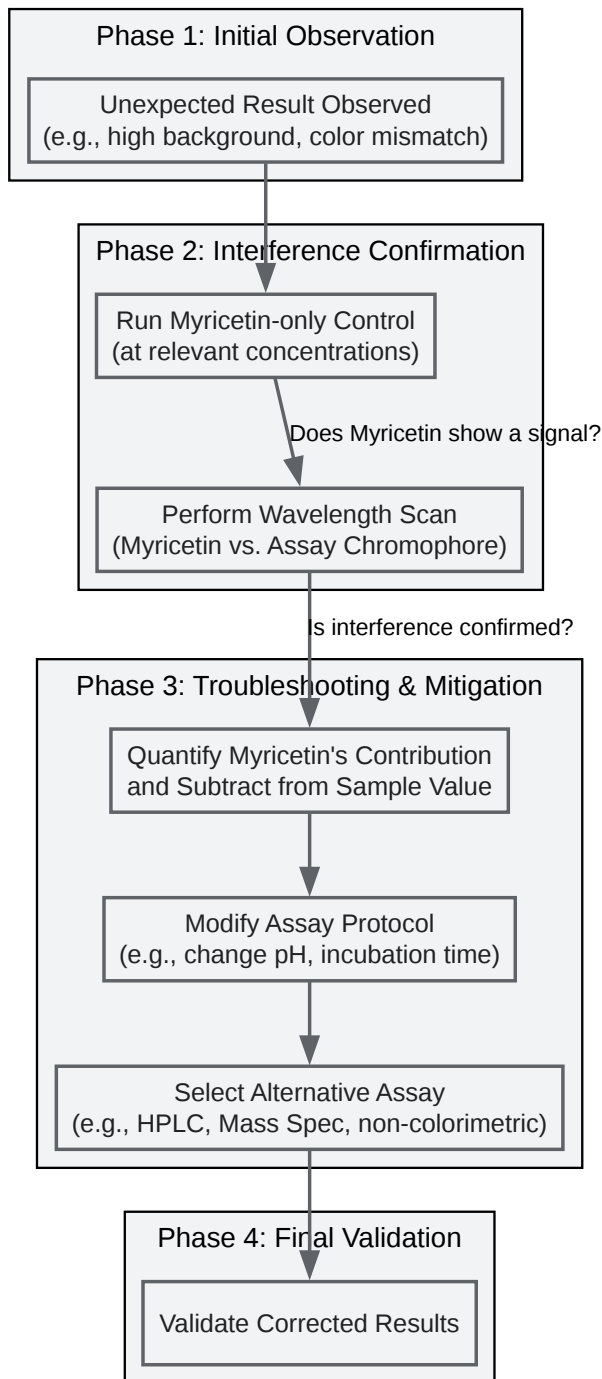 Phase 1: Initial Observation
Unexpected Result Observed
(e.g., high background, color mismatch)
Phase 2: Interference Confirmation
Run Myricetin-only Control
(at relevant concentrations)
Does Myricetin show a signal?
Perform Wavelength Scan
(Myricetin vs. Assay Chromophore)
Is interference confirmed?
Phase 3: Troubleshooting & Mitigation
Quantify Myricetin's Contribution
and Subtract from Sample Value
Modify Assay Protocol
(e.g., change pH, incubation time)
Select Alternative Assay
(e.g., HPLC, Mass Spec, non-colorimetric)
Phase 4: Final Validation
Validate Corrected Results